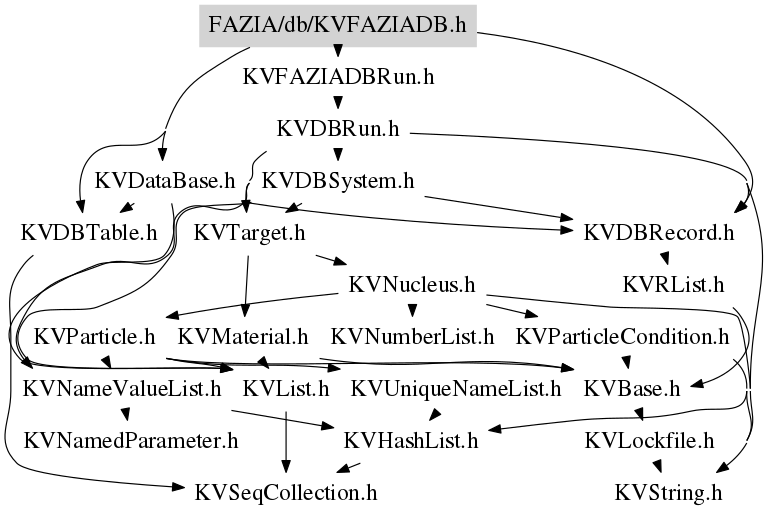 FAZIA/db/KVFAZIADB.h
KVFAZIADBRun.h
KVDBRun.h
KVDataBase.h
KVDBSystem.h
KVDBTable.h
KVTarget.h
KVDBRecord.h
KVNucleus.h
KVRList.h
KVParticle.h
KVMaterial.h
KVNumberList.h
KVParticleCondition.h
KVNameValueList.h
KVList.h
KVUniqueNameList.h
KVBase.h
KVNamedParameter.h
KVHashList.h
KVLockfile.h
KVSeqCollection.h
KVString.h